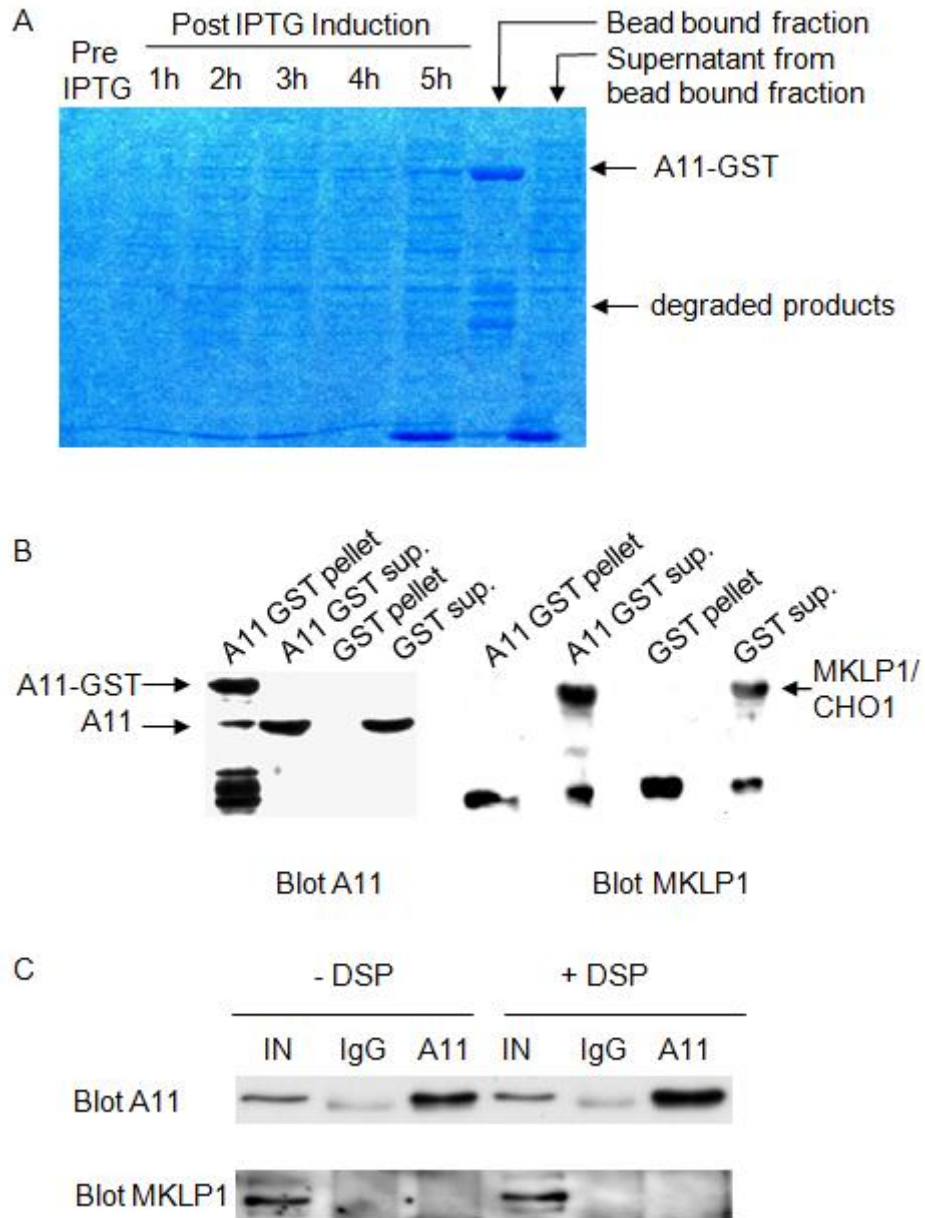 A
Post IPTG Induction
Pre
IPTG
1h
2h
3h
4h
5h
Bead bound fraction
Supernatant from
bead bound fraction
A11-GST
degraded products
B
A11 GST pellet
A11 GST sup.
GST pellet
GST sup.
A11 GST pellet
A11 GST sup.
GST pellet
GST sup.
A11-GST
A11
MKLP1/
CHO1
Blot A11
Blot MKLP1
C
- DSP
+ DSP
IN
IgG
A11
IN
IgG
A11
Blot A11
Blot MKLP1